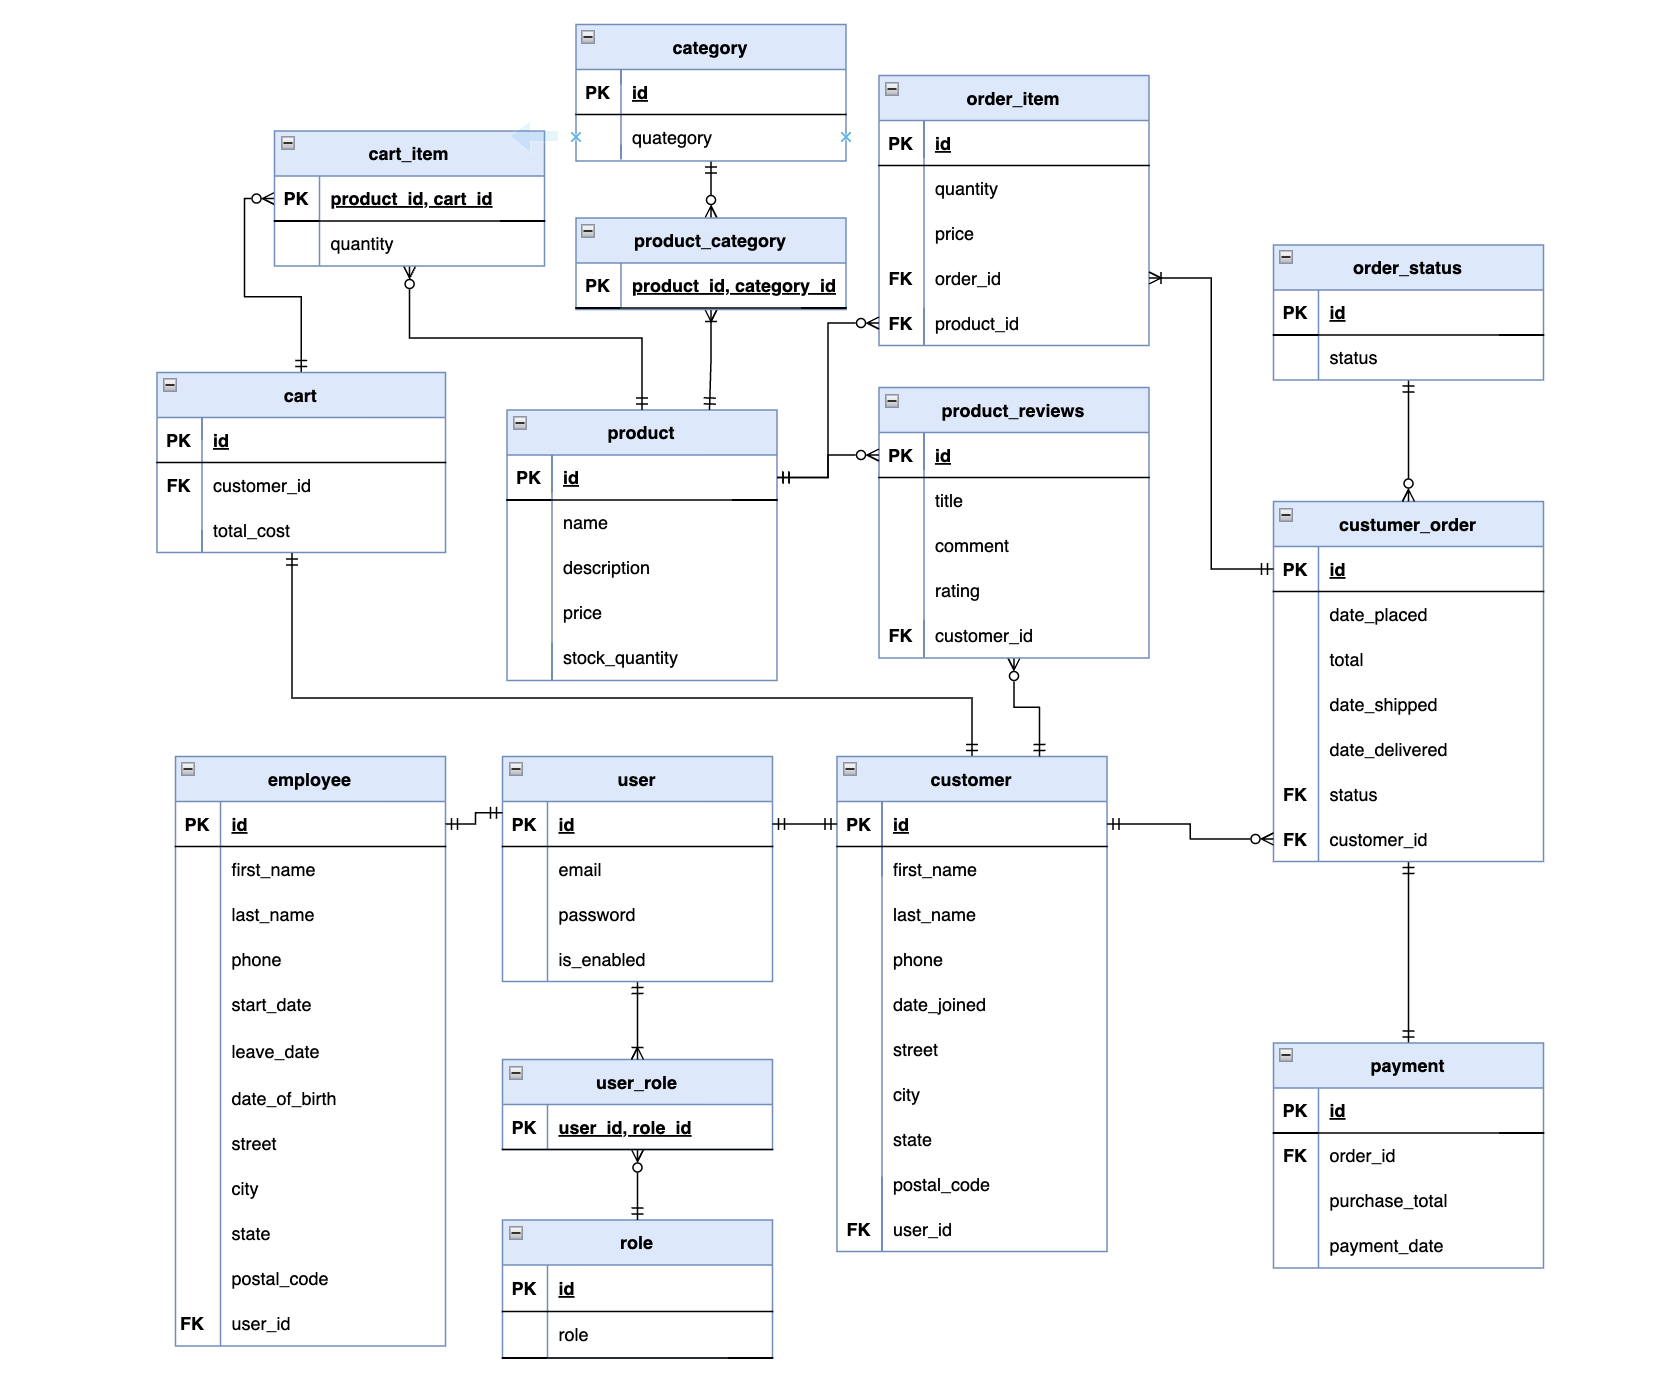 category
PK id
quategory
order_item
PK id
quantity
price
FK order_id
FK product_id
cart_item
PK product_id, cart_id
quantity
product_category
PK product_id, category_id
order_status
PK id
status
cart
PK id
FK customer_id
total_cost
product
PK id
name
description
price
stock_quantity
product_reviews
PK id
title
comment
rating
FK customer_id
custumer_order
PK id
date_placed
total
date_shipped
date_delivered
FK status
FK customer_id
employee
PK id
first_name
last_name
phone
start_date
leave_date
date_of_birth
street
city
state
postal_code
FK user_id
user
PK id
email
password
is_enabled
customer
PK id
first_name
last_name
phone
date_joined
street
city
state
postal_code
FK user_id
user_role
PK user_id, role_id
role
PK id
role
payment
PK id
FK order_id
purchase_total
payment_date